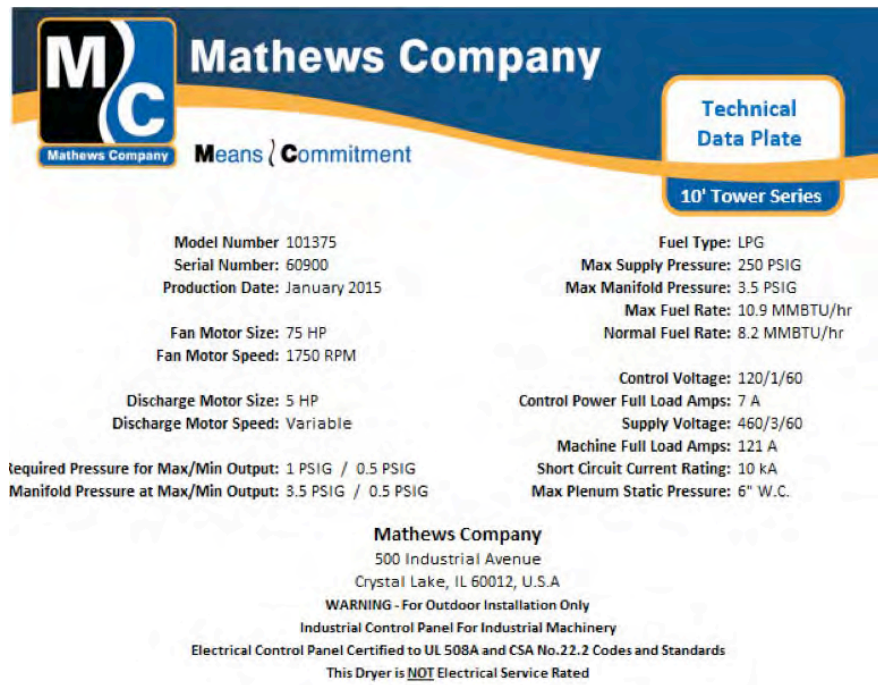 M
C
Mathews Company
Mathews Company
Means Commitment
Technical
Data Plate
10' Tower Series
Model Number 101375
Serial Number: 60900
Production Date: January 2015
Fan Motor Size: 75 HP
Fan Motor Speed: 1750 RPM
Discharge Motor Size: 5 HP
Discharge Motor Speed: Variable
Required Pressure for Max/Min Output: 1 PSIG / 0.5 PSIG
Manifold Pressure at Max/Min Output: 3.5 PSIG / 0.5 PSIG
Fuel Type: LPG
Max Supply Pressure: 250 PSIG
Max Manifold Pressure: 3.5 PSIG
Max Fuel Rate: 10.9 MMBTU/hr
Normal Fuel Rate: 8.2 MMBTU/hr
Control Voltage: 120/1/60
Control Power Full Load Amps: 7 A
Supply Voltage: 460/3/60
Machine Full Load Amps: 121 A
Short Circuit Current Rating: 10 kA
Max Plenum Static Pressure: 6" W.C.
Mathews Company
500 Industrial Avenue
Crystal Lake, IL 60012, U.S.A
WARNING - For Outdoor Installation Only
Industrial Control Panel For Industrial Machinery
Electrical Control Panel Certified to UL 508A and CSA No.22.2 Codes and Standards
This Dryer is NOT Electrical Service Rated